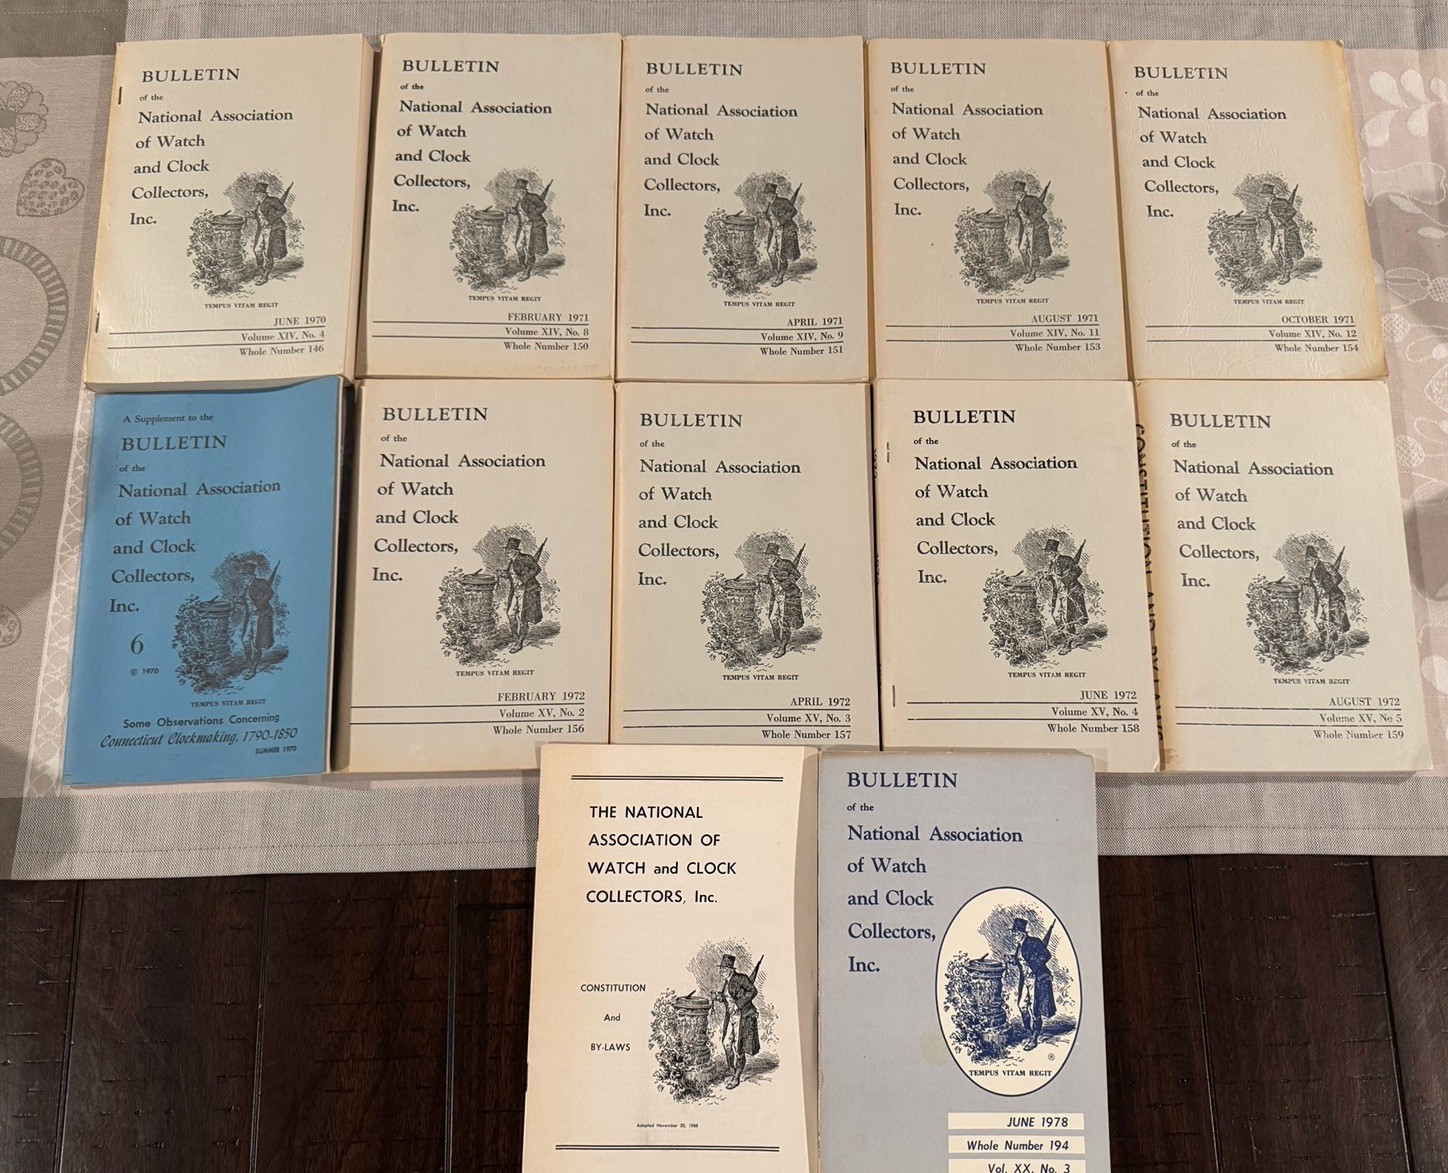 BULLETIN
of the
National Association
of Watch
and Clock
Collectors,
Inc.
TEMPUS VITAM REGIT
JUNE 1970
Volume XIV, No. 4
Whole Number 146
BULLETIN
of the
National Association
of Watch
and Clock
Collectors,
Inc.
TEMPUS VITAM REGIT
FEBRUARY 1971
Volume XIV, No. 8
Whole Number 150
BULLETIN
of the
National Association
of Watch
and Clock
Collectors,
Inc.
TEMPUS VITAM REGIT
APRIL 1971
Volume XIV, No. 9
Whole Number 151
BULLETIN
of the
National Association
of Watch
and Clock
Collectors,
Inc.
TEMPUS VITAM REGIT
AUGUST 1971
Volume XIV, No. 11
Whole Number 153
BULLETIN
of the
National Association
of Watch
and Clock
Collectors,
Inc.
TEMPUS VITAM REGIT
OCTOBER 1971
Volume XIV, No. 12
Whole Number 154
A Supplement to the
BULLETIN
of the
National Association
of Watch
and Clock
Collectors,
Inc.
6
© 1970
TEMPUS VITAM REGIT
Some Observations Concerning
Connecticut Clockmaking, 1790-1850
SUMMER 1970
BULLETIN
of the
National Association
of Watch
and Clock
Collectors,
Inc.
TEMPUS VITAM REGIT
FEBRUARY 1972
Volume XV, No. 2
Whole Number 156
BULLETIN
of the
National Association
of Watch
and Clock
Collectors,
Inc.
TEMPUS VITAM REGIT
APRIL 1972
Volume XV, No. 3
Whole Number 157
BULLETIN
of the
National Association
of Watch
and Clock
Collectors,
Inc.
TEMPUS VITAM REGIT
JUNE 1972
Volume XV, No. 4
Whole Number 158
CONSTITUTION AND BY-LAWS
BULLETIN
of the
National Association
of Watch
and Clock
Collectors,
Inc.
TEMPUS VITAM REGIT
AUGUST 1972
Volume XV, No 5
Whole Number 159
THE NATIONAL
ASSOCIATION OF
WATCH and CLOCK
COLLECTORS, Inc.
CONSTITUTION
And
BY-LAWS
Adopted November 20, 1968
BULLETIN
of the
National Association
of Watch
and Clock
Collectors,
Inc.
®
TEMPUS VITAM REGIT
JUNE 1978
Whole Number 194
Vol. XX, No. 3